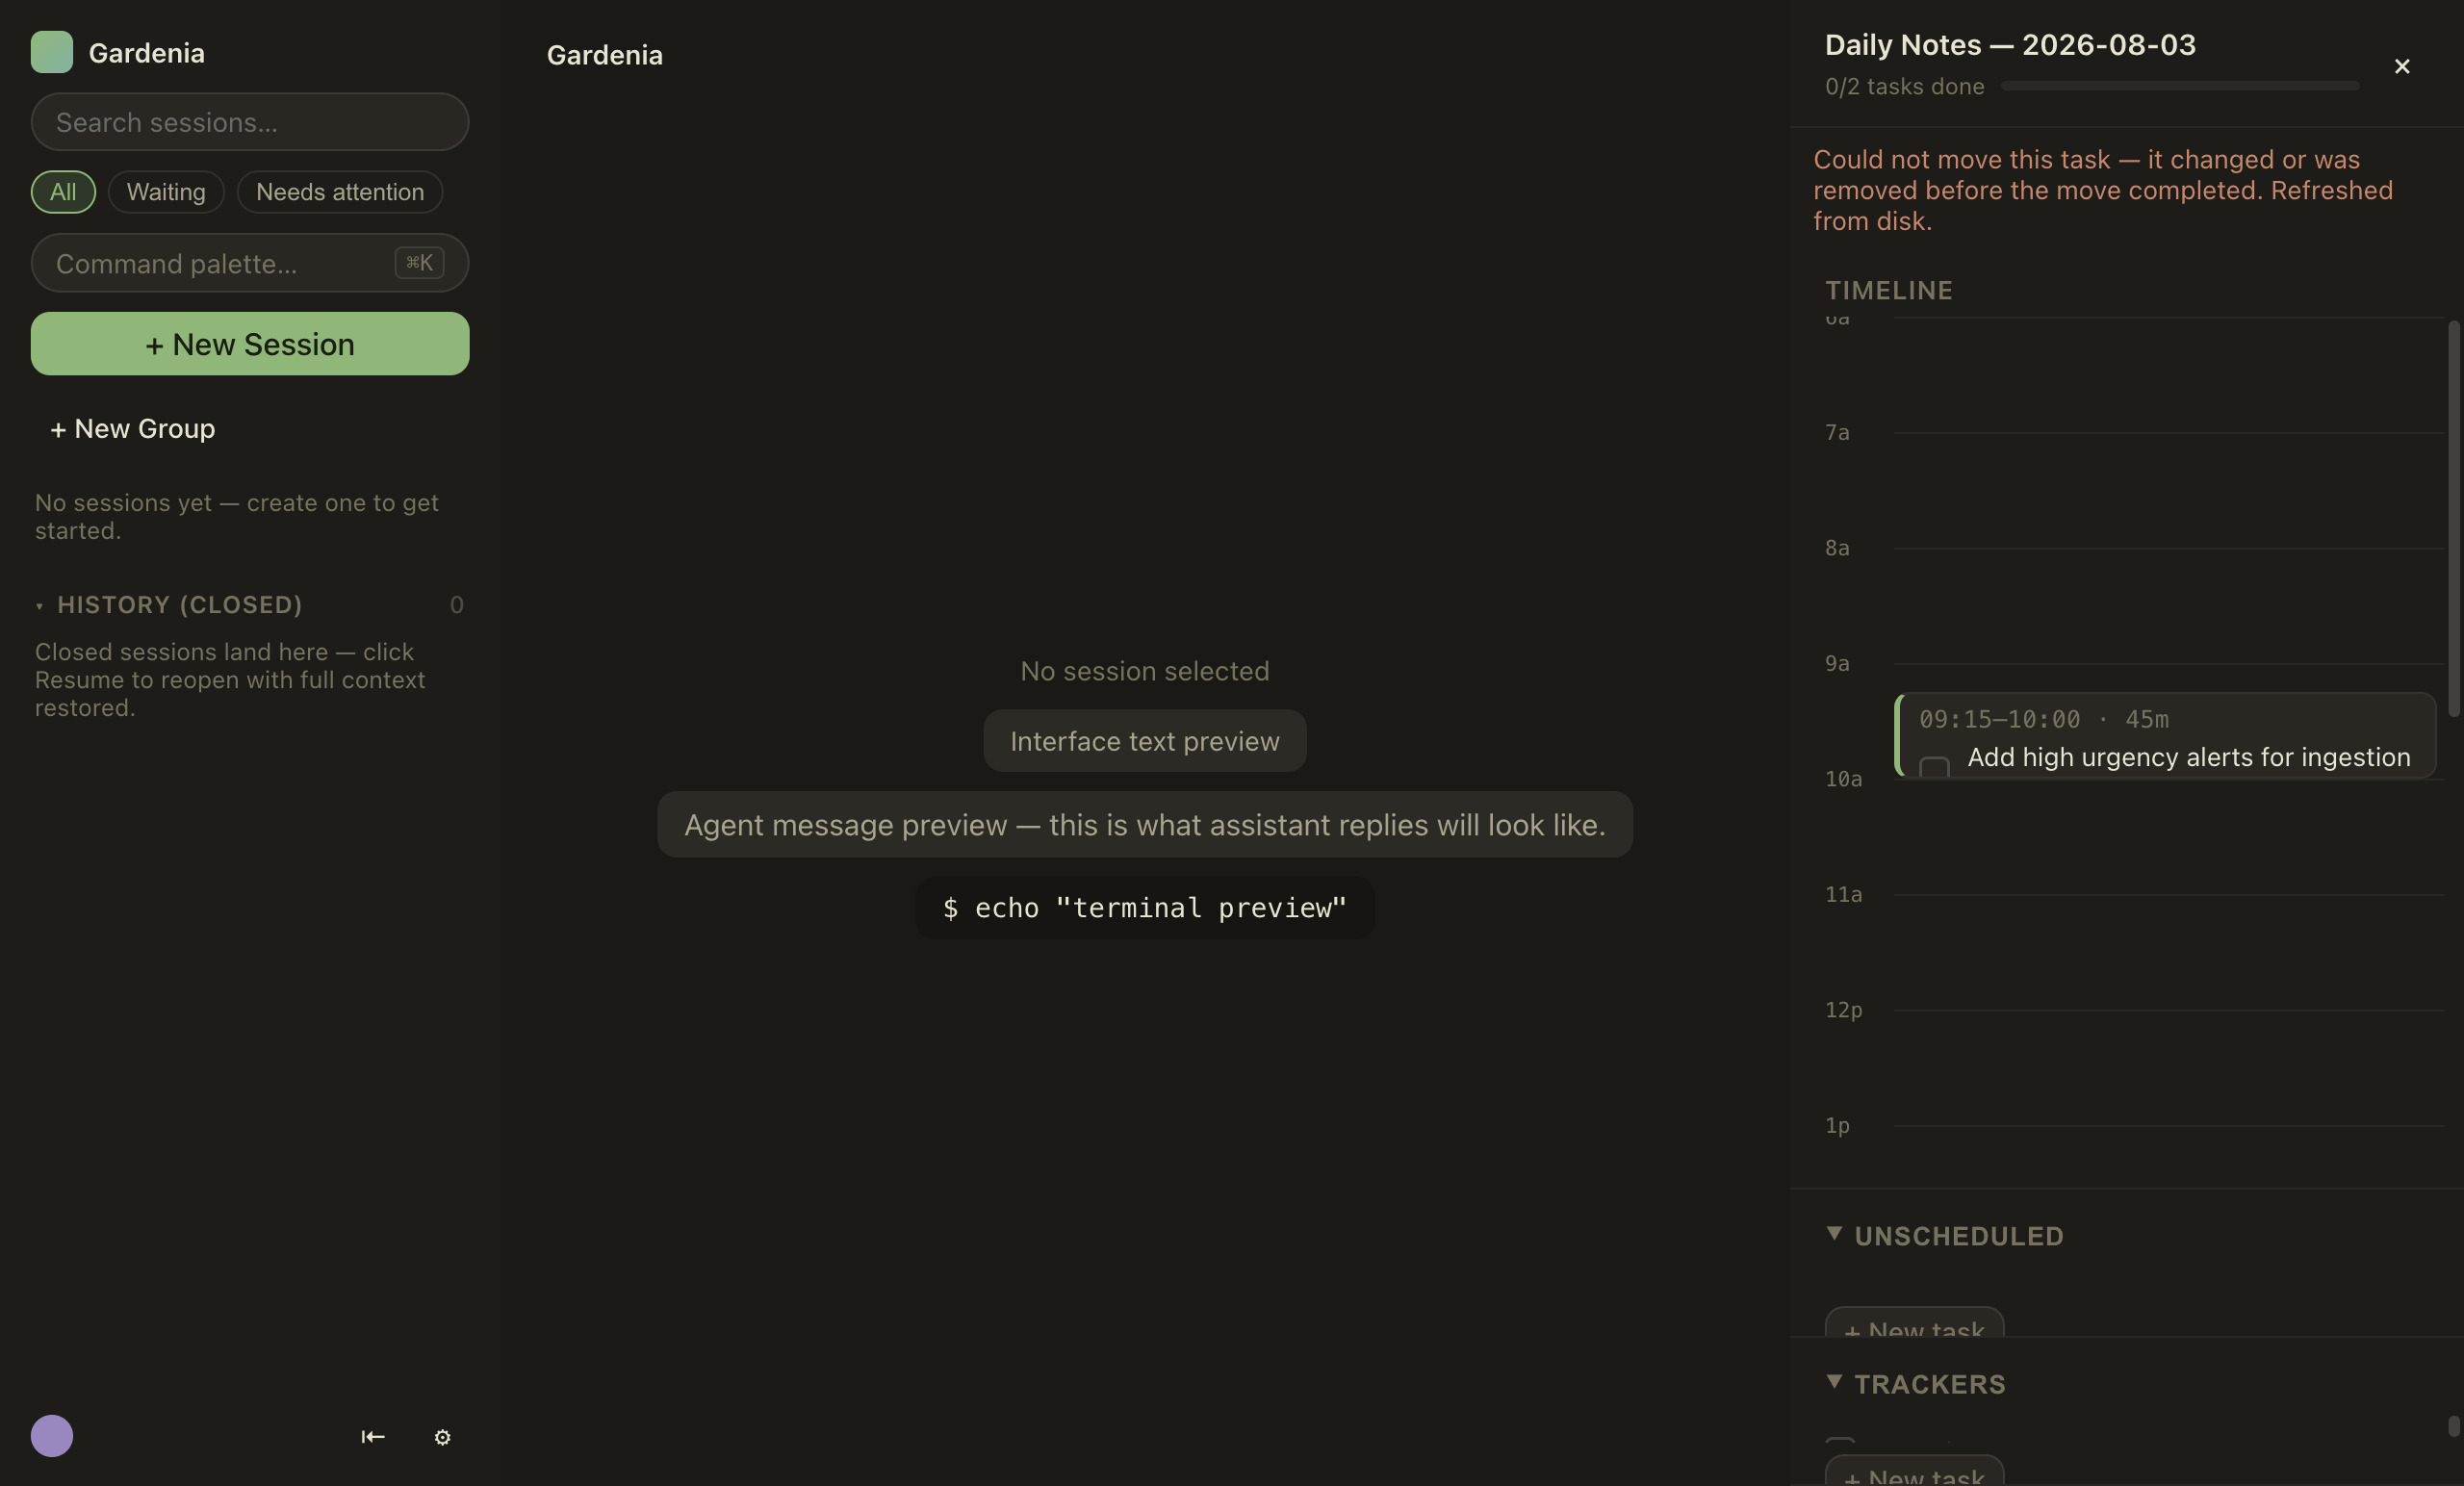 Gardenia
Search sessions...
All
Waiting
Needs attention
Command palette...
⌘K
+ New Session
+ New Group
No sessions yet — create one to get
started.
▾ HISTORY (CLOSED)
0
Closed sessions land here — click
Resume to reopen with full context
restored.
Gardenia
No session selected
Interface text preview
Agent message preview — this is what assistant replies will look like.
$ echo "terminal preview"
Daily Notes — 2026-08-03
0/2 tasks done
×
Could not move this task — it changed or was
removed before the move completed. Refreshed
from disk.
TIMELINE
6a
7a
8a
9a
09:15—10:00 · 45m
Add high urgency alerts for ingestion
10a
11a
12p
1p
▼ UNSCHEDULED
+ New task
▼ TRACKERS
+ New task